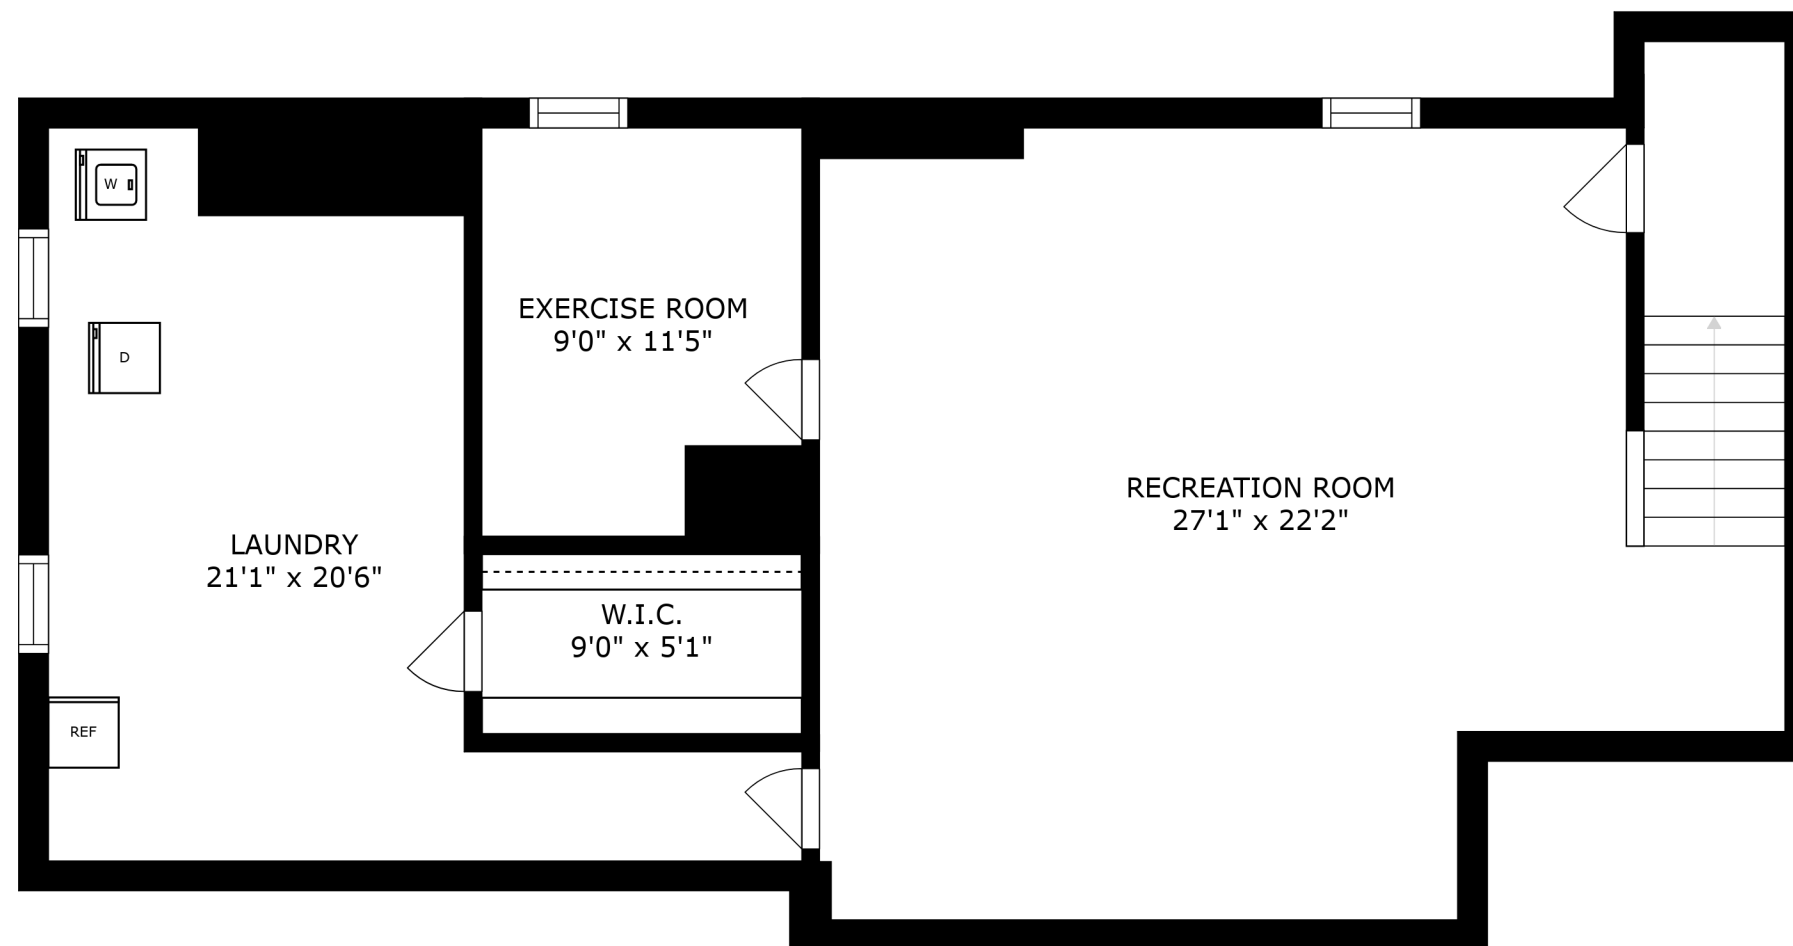 W
D
EXERCISE ROOM
9'0" x 11'5"
RECREATION ROOM
27'1" x 22'2"
LAUNDRY
21'1" x 20'6"
W.I.C.
9'0" x 5'1"
REF